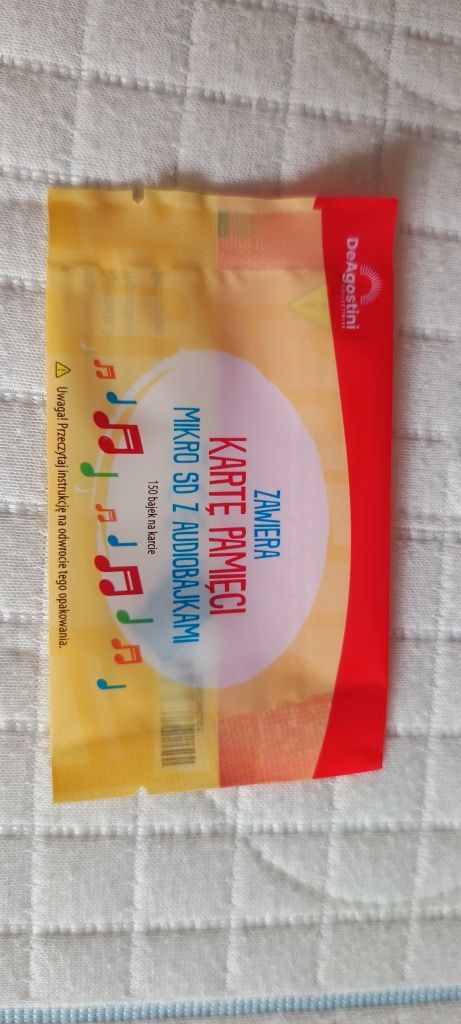 DeAgostini
ZAWIERA
KARTĘ PAMIĘCI
MIKRO SD Z AUDIOBAJKAMI
150 bajek na karcie
Uwaga! Przeczytaj instrukcję na odwrocie tego opakowania.